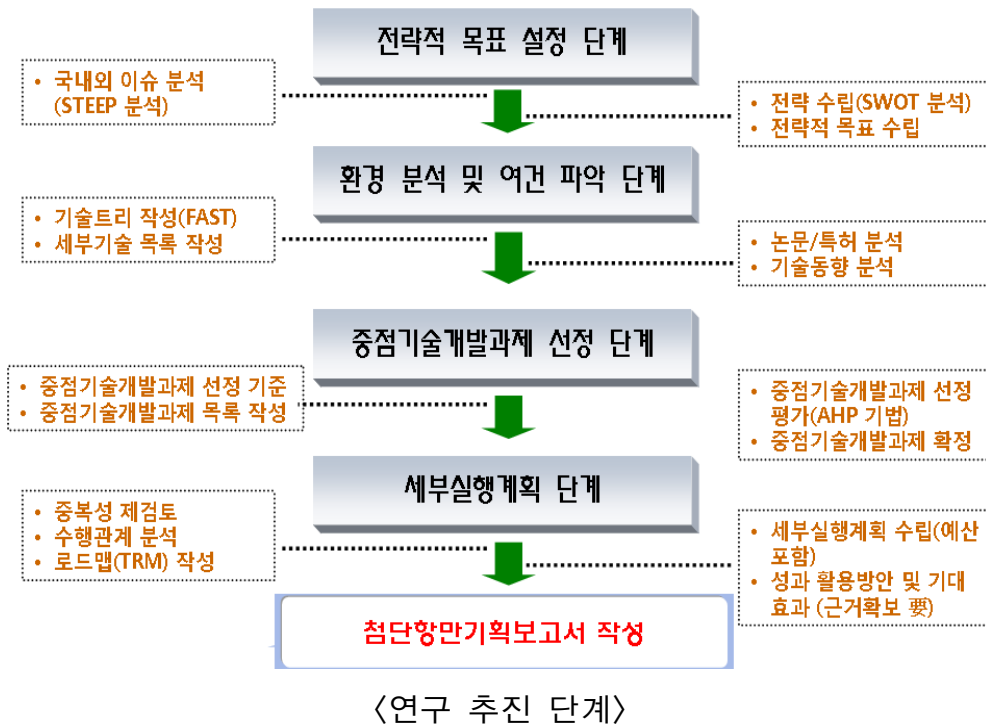 전략적 목표 설정 단계
• 국내외 이슈 분석
(STEEP 분석)
• 전략 수립(SWOT 분석)
• 전략적 목표 수립
환경 분석 및 여건 파악 단계
• 기술트리 작성(FAST)
• 세부기술 목록 작성
• 논문/특허 분석
• 기술동향 분석
중점기술개발과제 선정 단계
• 중점기술개발과제 선정 기준
• 중점기술개발과제 목록 작성
• 중점기술개발과제 선정
평가(AHP 기법)
• 중점기술개발과제 확정
세부실행계획 단계
• 중복성 제검토
• 수행관계 분석
• 로드맵(TRM) 작성
• 세부실행계획 수립(예산
포함)
• 성과 활용방안 및 기대
효과 (근거확보 要)
첨단항만기획보고서 작성
〈연구 추진 단계〉